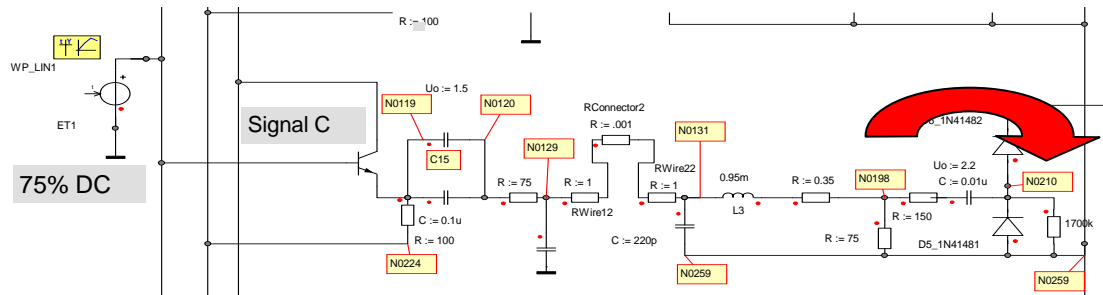 R := 100
WP_LIN1
ET1
75% DC
Signal C
Uo := 1.5
N0119
N0120
C15
C := 0.1u
R := 100
N0224
R := 75
N0129
R := 1
RWire12
RConnector2
R := .001
RWire22
R := 1
N0131
C := 220p
0.95m
L3
R := 0.35
N0259
N0198
R := 75
R := 150
Uo := 2.2
C := 0.01u
_1N41482
N0210
D5_1N41481
1700k
N0259